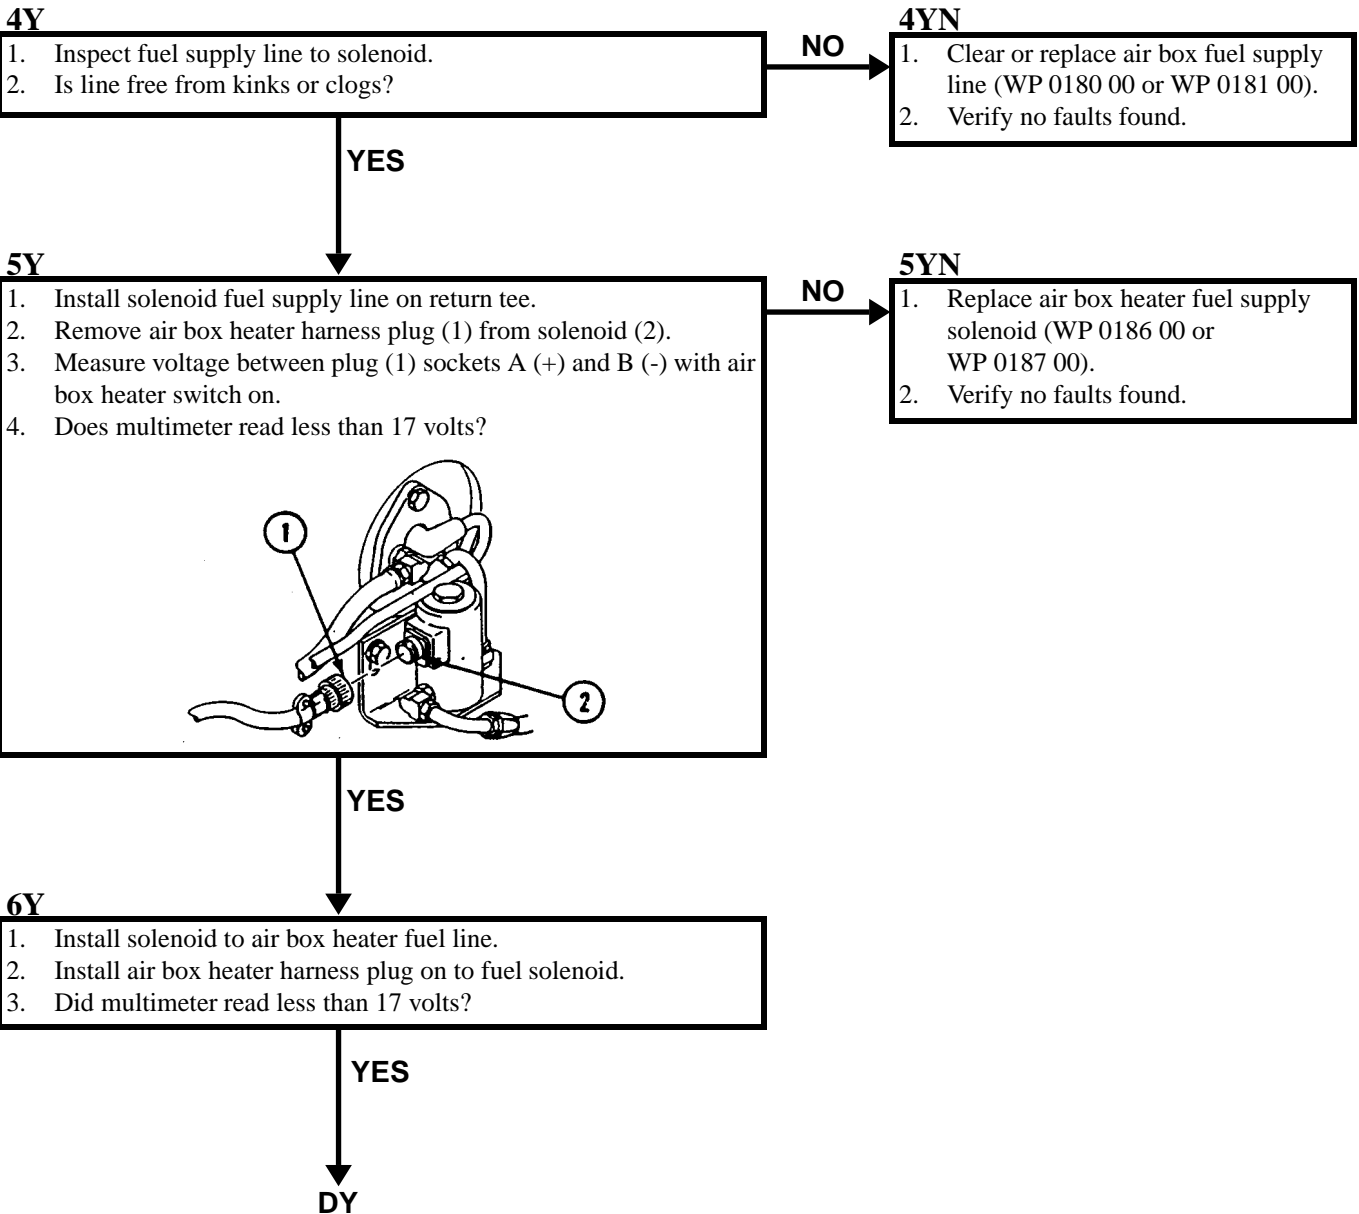 4Y
1. Inspect fuel supply line to solenoid.
2. Is line free from kinks or clogs?
NO
4YN
1. Clear or replace air box fuel supply
line (WP 0180 00 or WP 0181 00).
2. Verify no faults found.
YES
5Y
1. Install solenoid fuel supply line on return tee.
2. Remove air box heater harness plug (1) from solenoid (2).
3. Measure voltage between plug (1) sockets A (+) and B (-) with air
box heater switch on.
4. Does multimeter read less than 17 volts?
1
2
NO
5YN
1. Replace air box heater fuel supply
solenoid (WP 0186 00 or
WP 0187 00).
2. Verify no faults found.
YES
6Y
1. Install solenoid to air box heater fuel line.
2. Install air box heater harness plug on to fuel solenoid.
3. Did multimeter read less than 17 volts?
YES
DY